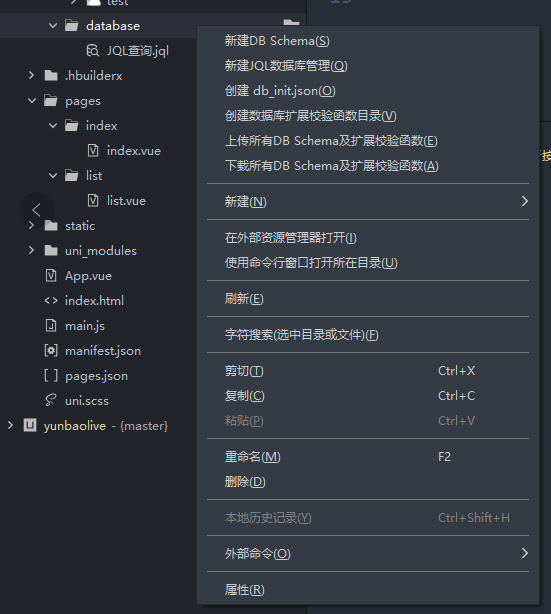 test
database
JQL查询.jql
.hbuilderx
pages
index
index.vue
list
list.vue
static
uni_modules
App.vue
index.html
main.js
manifest.json
pages.json
uni.scss
yunbaolive - {master}
新建DB Schema(S)
新建JQL数据库管理(Q)
创建 db_init.json(O)
创建数据库扩展校验函数目录(V)
上传所有DB Schema及扩展校验函数(E)
下载所有DB Schema及扩展校验函数(A)
新建(N)
在外部资源管理器打开(I)
使用命令行窗口打开所在目录(U)
刷新(E)
字符搜索(选中目录或文件)(F)
剪切(T) Ctrl+X
复制(C) Ctrl+C
粘贴(P) Ctrl+V
重命名(M) F2
删除(D)
本地历史记录(Y) Ctrl+Shift+H
外部命令(O)
属性(R)